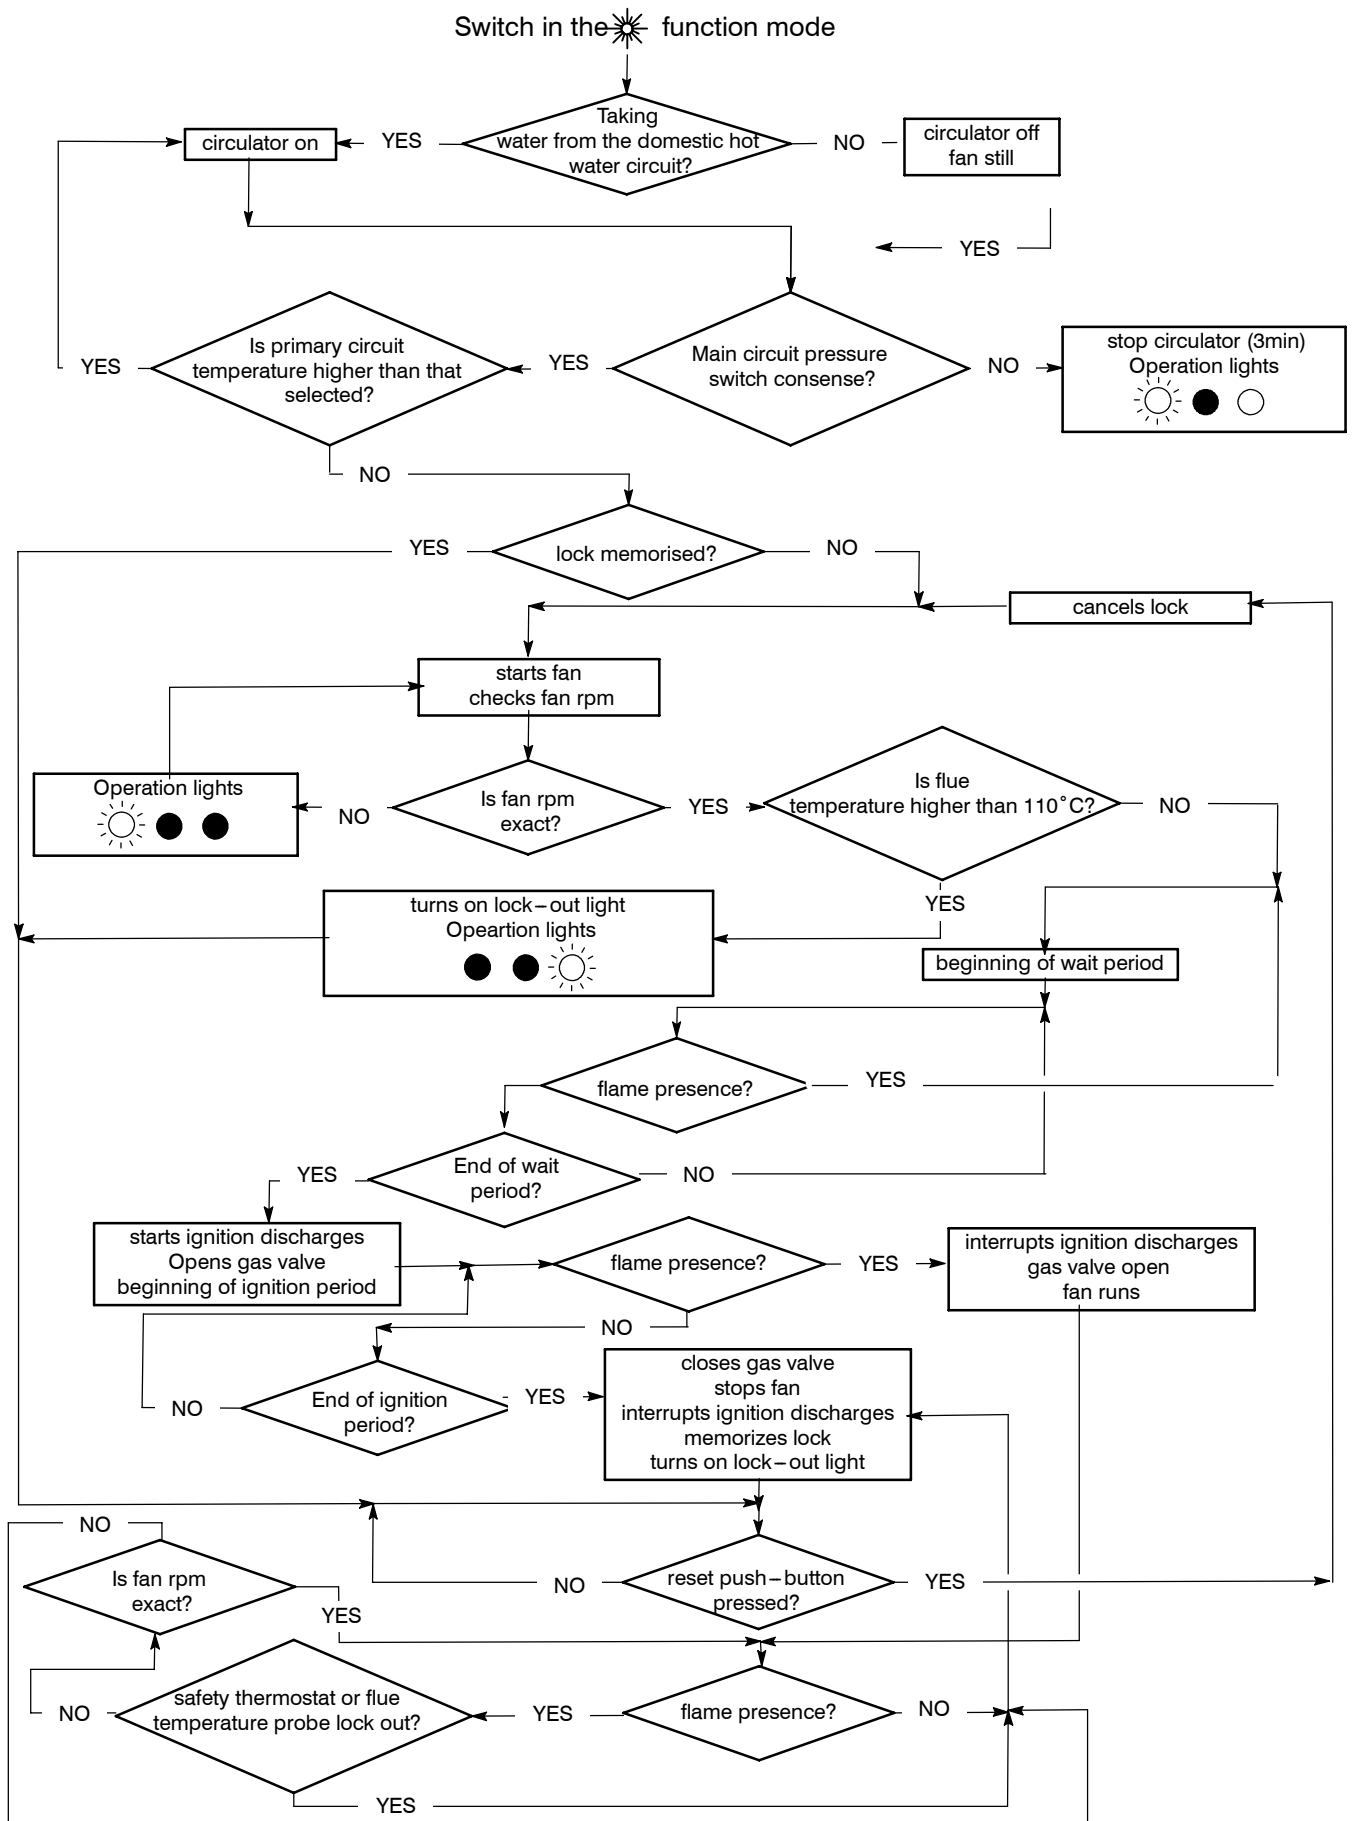 Switch in the function mode
Taking
water from the domestic hot
water circuit?
YES
circulator on
NO
circulator off
fan still
YES
Is primary circuit
temperature higher than that
selected?
YES
YES
Main circuit pressure
switch consense?
NO
stop circulator (3min)
Operation lights
NO
YES
lock memorised?
NO
cancels lock
starts fan
checks fan rpm
Operation lights
NO
Is fan rpm
exact?
YES
Is flue
temperature higher than 110°C?
NO
YES
turns on lock-out light
Opeartion lights
beginning of wait period
flame presence?
YES
End of wait
period?
YES
NO
starts ignition discharges
Opens gas valve
beginning of ignition period
flame presence?
YES
interrupts ignition discharges
gas valve open
fan runs
NO
End of ignition
period?
NO
YES
closes gas valve
stops fan
interrupts ignition discharges
memorizes lock
turns on lock-out light
NO
Is fan rpm
exact?
YES
NO
reset push-button
pressed?
YES
NO
safety thermostat or flue
temperature probe lock out?
YES
flame presence?
NO
YES